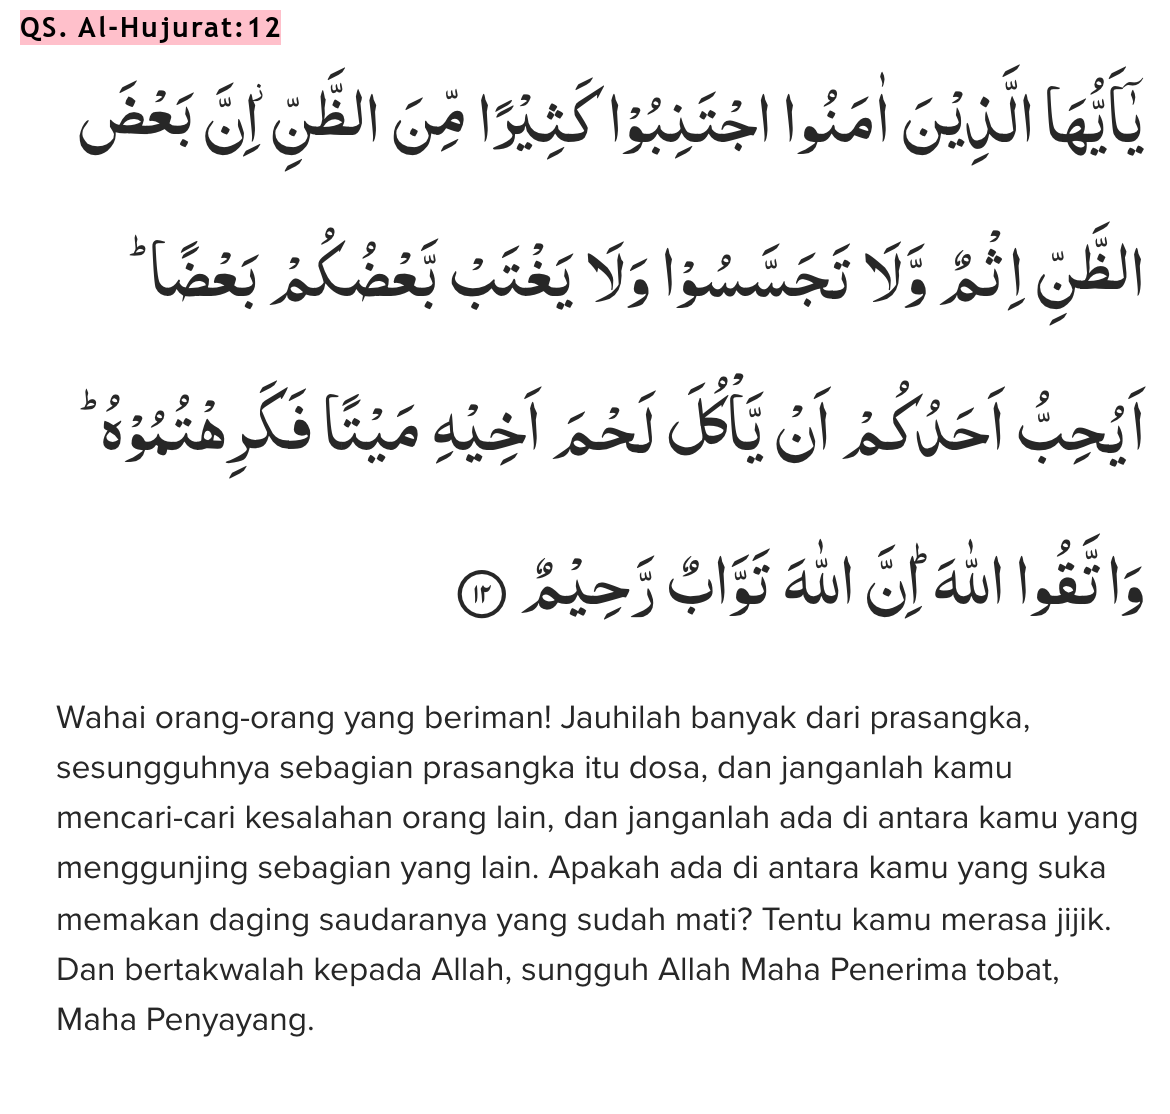 QS. Al-Hujurat:12
يٰٓاَيُّهَا الَّذِيْنَ اٰمَنُوا اجْتَنِبُوْا كَثِيْرًا مِّنَ الظَّنِّۖ اِنَّ بَعْضَ
الظَّنِّ اِثْمٌ وَّلَا تَجَسَّسُوْا وَلَا يَغْتَبْ بَّعْضُكُمْ بَعْضًاۗ
اَيُحِبُّ اَحَدُكُمْ اَنْ يَّأْكُلَ لَحْمَ اَخِيْهِ مَيْتًا فَكَرِهْتُمُوْهُۗ
وَاتَّقُوا اللّٰهَ ۗاِنَّ اللّٰهَ تَوَّابٌ رَّحِيْمٌ ١٢
Wahai orang-orang yang beriman! Jauhilah banyak dari prasangka,
sesungguhnya sebagian prasangka itu dosa, dan janganlah kamu
mencari-cari kesalahan orang lain, dan janganlah ada di antara kamu yang
menggunjing sebagian yang lain. Apakah ada di antara kamu yang suka
memakan daging saudaranya yang sudah mati? Tentu kamu merasa jijik.
Dan bertakwalah kepada Allah, sungguh Allah Maha Penerima tobat,
Maha Penyayang.